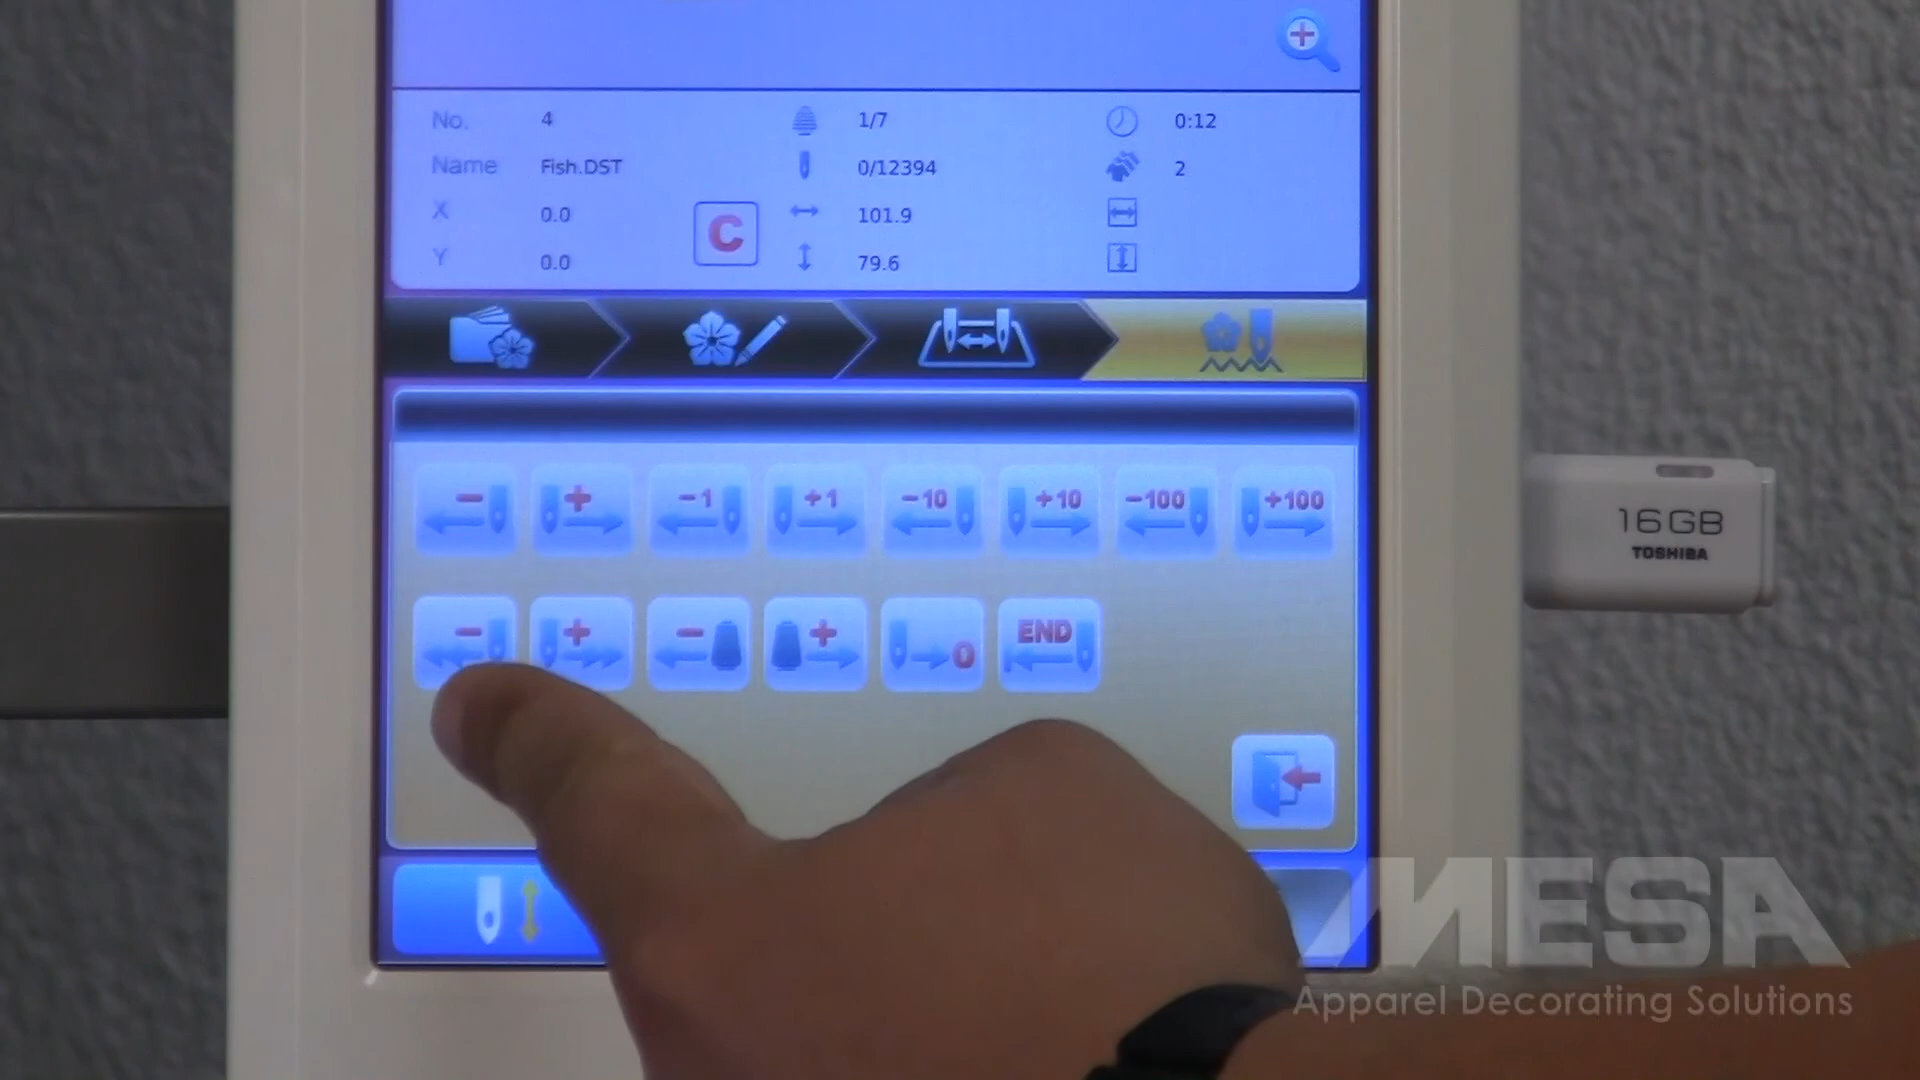 No. 4 1/7 0:12
Name Fish.DST 0/12394 2
X 0.0 C 101.9
Y 0.0 79.6
- + -1 +1 -10 +10 -100 +100
- + - + 0 END
16GB
TOSHIBA
MESA
Apparel Decorating Solutions